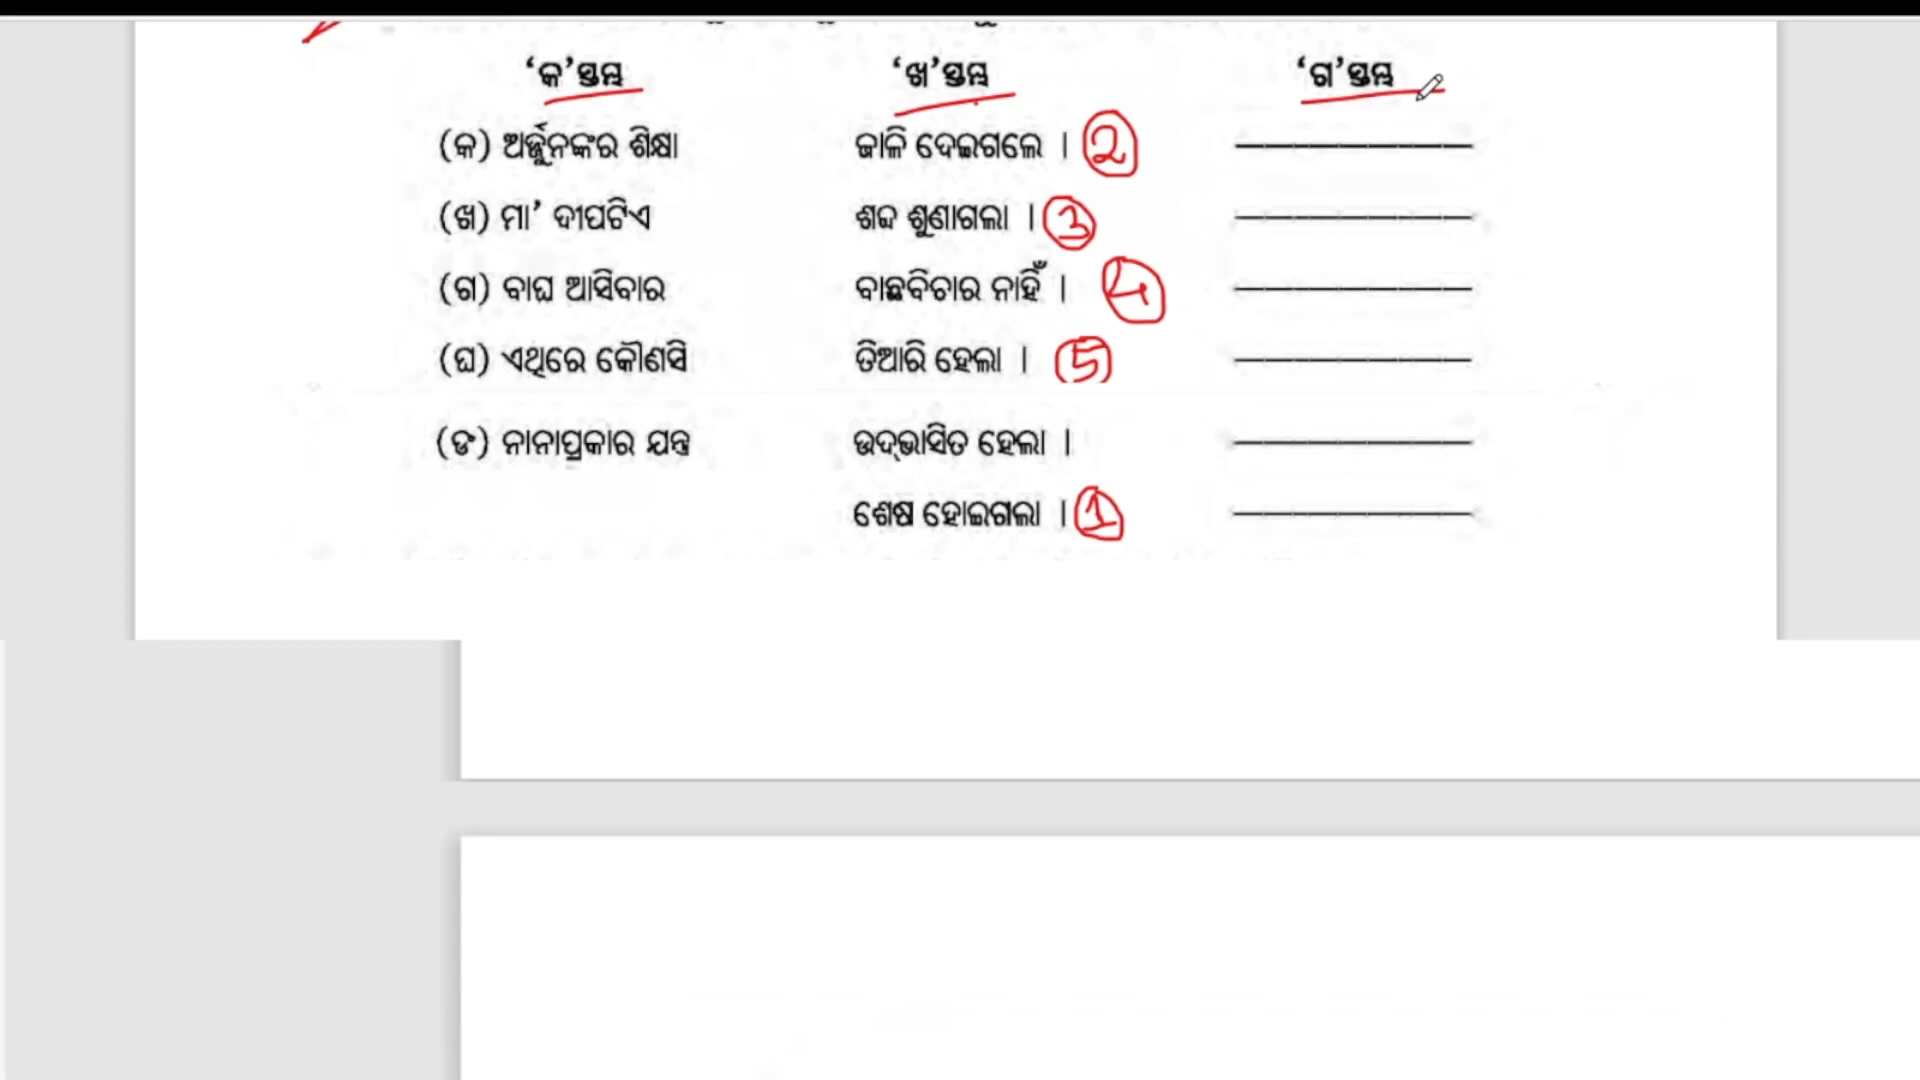 ‘କ’ସ୍ତମ୍ଭ ‘ଖ’ସ୍ତମ୍ଭ ‘ଗ’ସ୍ତମ୍ଭ
(କ) ଅର୍ଜ୍ଜୁନଙ୍କର ଶିକ୍ଷା ଜାଳି ଦେଇଗଲେ । 2
(ଖ) ମା’ ଦୀପଟିଏ ଶବ୍ଦ ଶୁଣାଗଲା । 3
(ଗ) ବାଘ ଆସିବାର ବାଛବିଚାର ନାହିଁ । 4
(ଘ) ଏଥିରେ କୌଣସି ତିଆରି ହେଲା । 5
(ଙ) ନାନାପ୍ରକାର ଯନ୍ତ୍ର ଉଦ୍‌ଭାସିତ ହେଲା ।
ଶେଷ ହୋଇଗଲା । 1